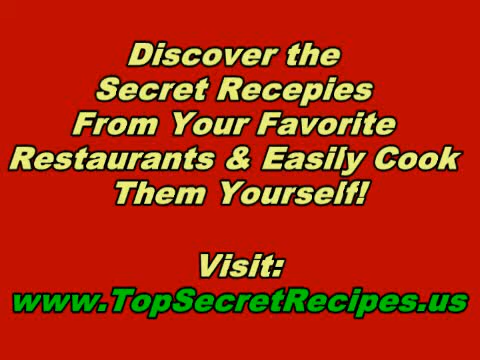 Discover the
Secret Recepies
From Your Favorite
Restaurants & Easily Cook
Them Yourself!
Visit:
www.TopSecretRecipes.us